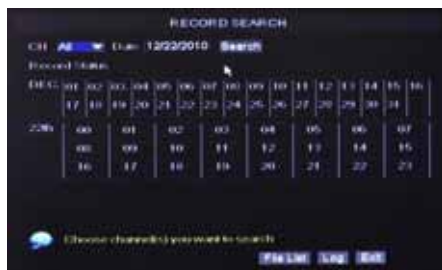 RECORD SEARCH
CH All Date 12/22/2010 Search
Record Status
DEC 01 02 03 04 05 06 07 08 09 10 11 12 13 14 15 16
17 18 19 20 21 22 23 24 25 26 27 28 29 30 31
22th 00 01 02 03 04 05 06 07
08 09 10 11 12 13 14 15
16 17 18 19 20 21 22 23
Choose channel(s) you want to search
File List Log Exit